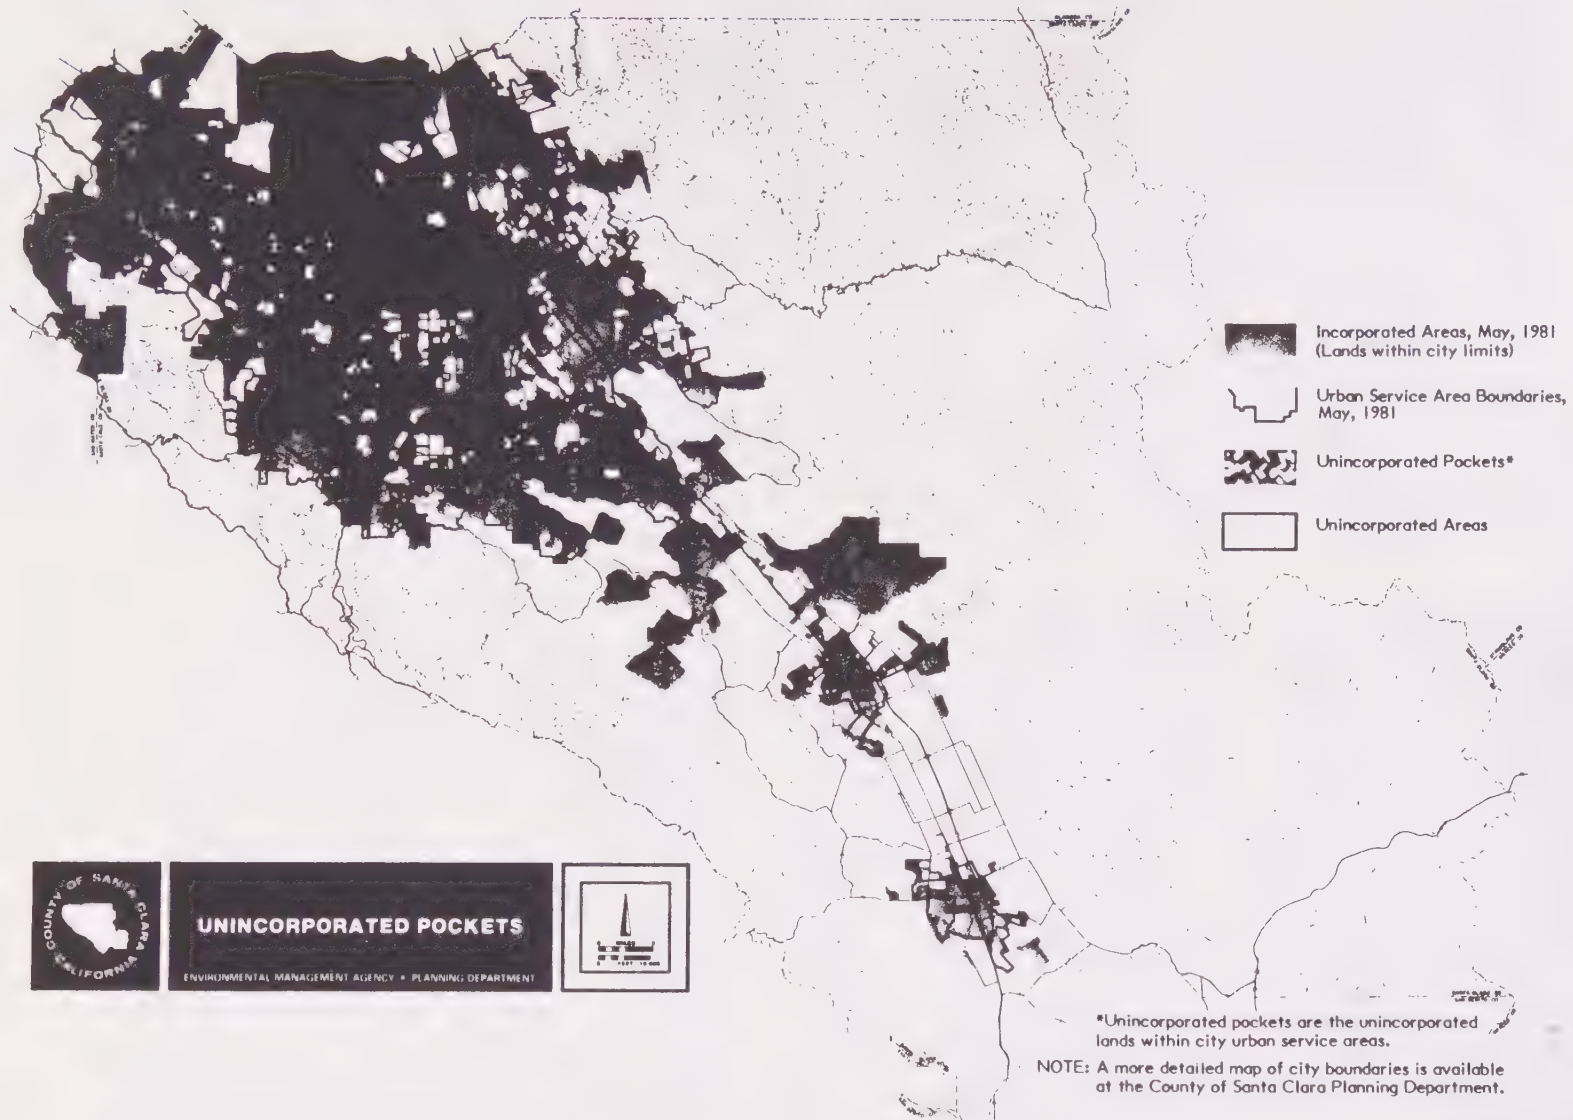 Incorporated Areas, May, 1981
(Lands within city limits)
Urban Service Area Boundaries,
May, 1981
Unincorporated Pockets*
Unincorporated Areas
COUNTY OF SANTA CLARA
CALIFORNIA
UNINCORPORATED POCKETS
ENVIRONMENTAL MANAGEMENT AGENCY • PLANNING DEPARTMENT
*Unincorporated pockets are the unincorporated
lands within city urban service areas.
NOTE: A more detailed map of city boundaries is available
at the County of Santa Clara Planning Department.